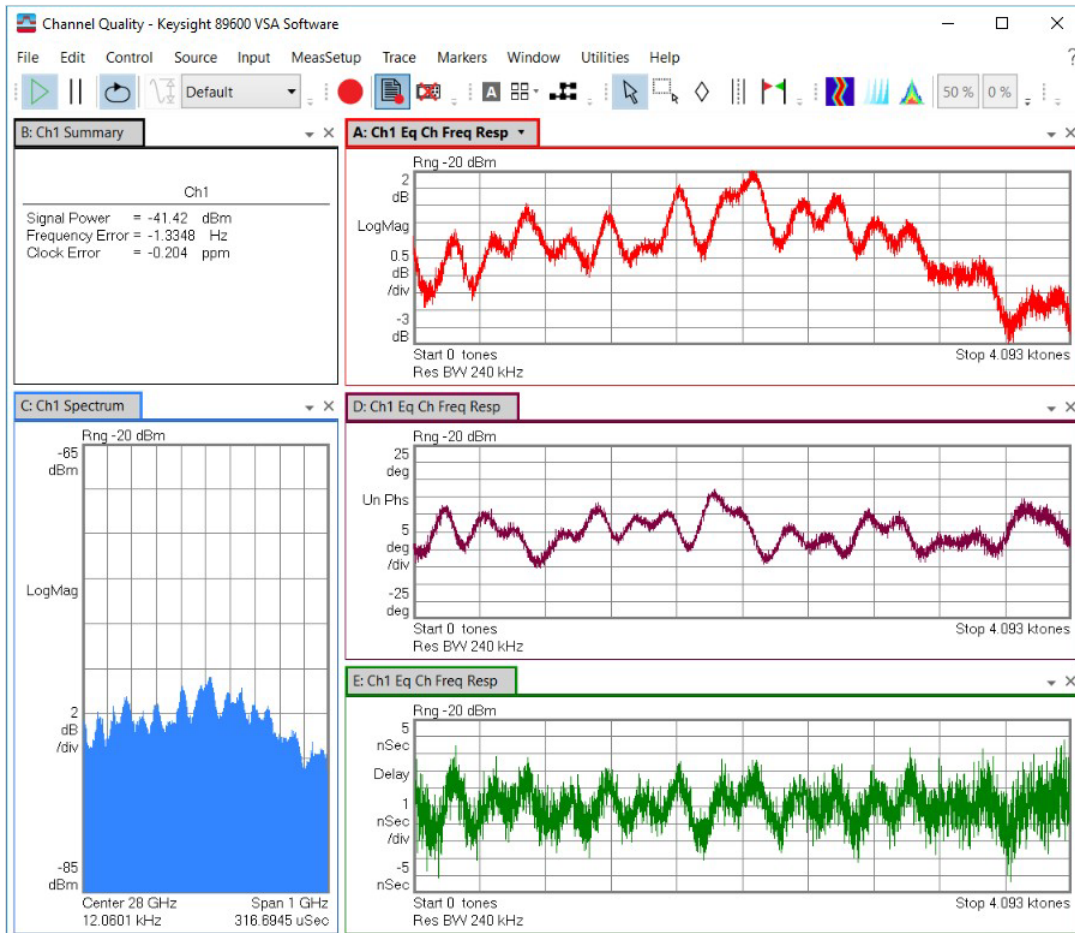 Channel Quality - Keysight 89600 VSA Software
File Edit Control Source Input MeasSetup Trace Markers Window Utilities Help ?
Default A 50 % 0 %
B: Ch1 Summary
Ch1
Signal Power = -41.42 dBm
Frequency Error = -1.3348 Hz
Clock Error = -0.204 ppm
A: Ch1 Eq Ch Freq Resp
Rng -20 dBm
2
dB
LogMag
0.5
dB
/div
-3
dB
Start 0 tones Stop 4.093 ktones
Res BW 240 kHz
C: Ch1 Spectrum
Rng -20 dBm
-65
dBm
LogMag
2
dB
/div
-85
dBm
Center 28 GHz Span 1 GHz
12.0601 kHz 316.6945 uSec
D: Ch1 Eq Ch Freq Resp
Rng -20 dBm
25
deg
Un Phs
5
deg
/div
-25
deg
Start 0 tones Stop 4.093 ktones
Res BW 240 kHz
E: Ch1 Eq Ch Freq Resp
Rng -20 dBm
5
nSec
Delay
1
nSec
/div
-5
nSec
Start 0 tones Stop 4.093 ktones
Res BW 240 kHz